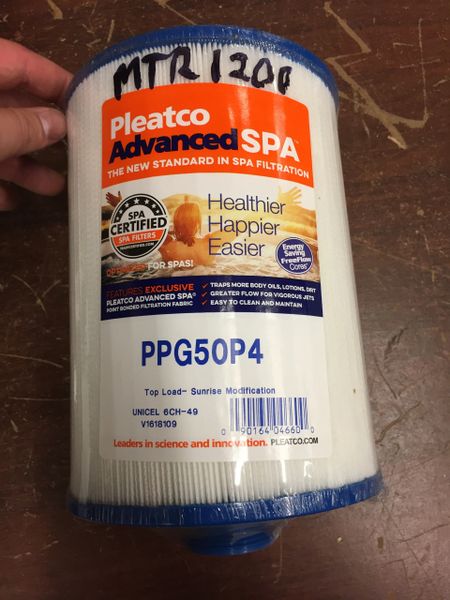 MTR 1200
Pleatco
Advanced SPA™
THE NEW STANDARD IN SPA FILTRATION
SPA
CERTIFIED
SPA FILTERS
Healthier
Happier
Easier
FOR SPAS!
Energy
Saving
FreeFlow
Cores
FEATURES EXCLUSIVE
PLEATCO ADVANCED SPA®
POINT BONDED FILTRATION FABRIC
✓ TRAPS MORE BODY OILS, LOTIONS, DIRT
✓ GREATER FLOW FOR VIGOROUS JETS
✓ EASY TO CLEAN AND MAINTAIN
PPG50P4
Top Load- Sunrise Modification
UNICEL 6CH-49
V1618109
0 90164 04660 0
Leaders in science and innovation. PLEATCO.COM